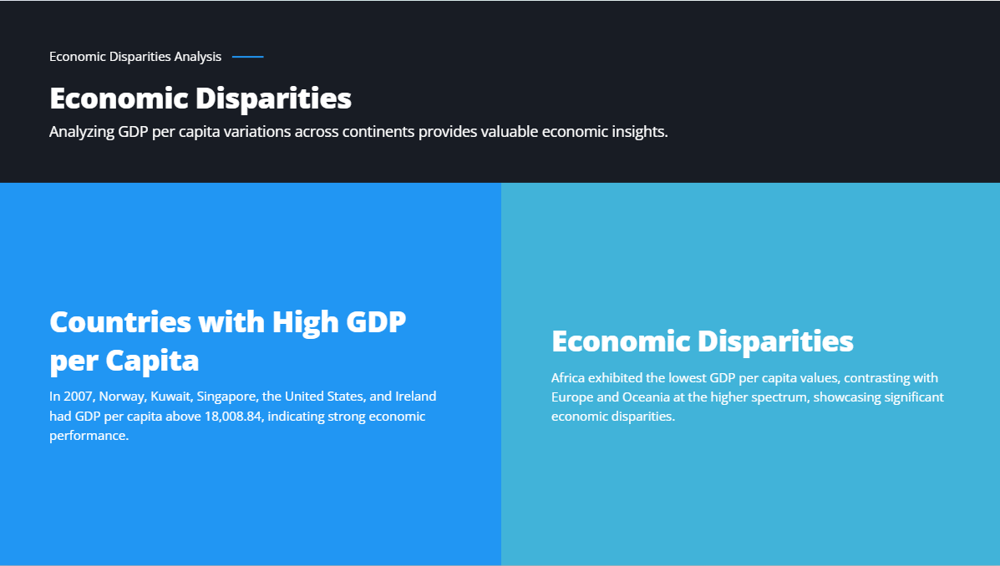 Economic Disparities Analysis
Economic Disparities
Analyzing GDP per capita variations across continents provides valuable economic insights.
Countries with High GDP
per Capita
In 2007, Norway, Kuwait, Singapore, the United States, and Ireland
had GDP per capita above 18,008.84, indicating strong economic
performance.
Economic Disparities
Africa exhibited the lowest GDP per capita values, contrasting with
Europe and Oceania at the higher spectrum, showcasing significant
economic disparities.